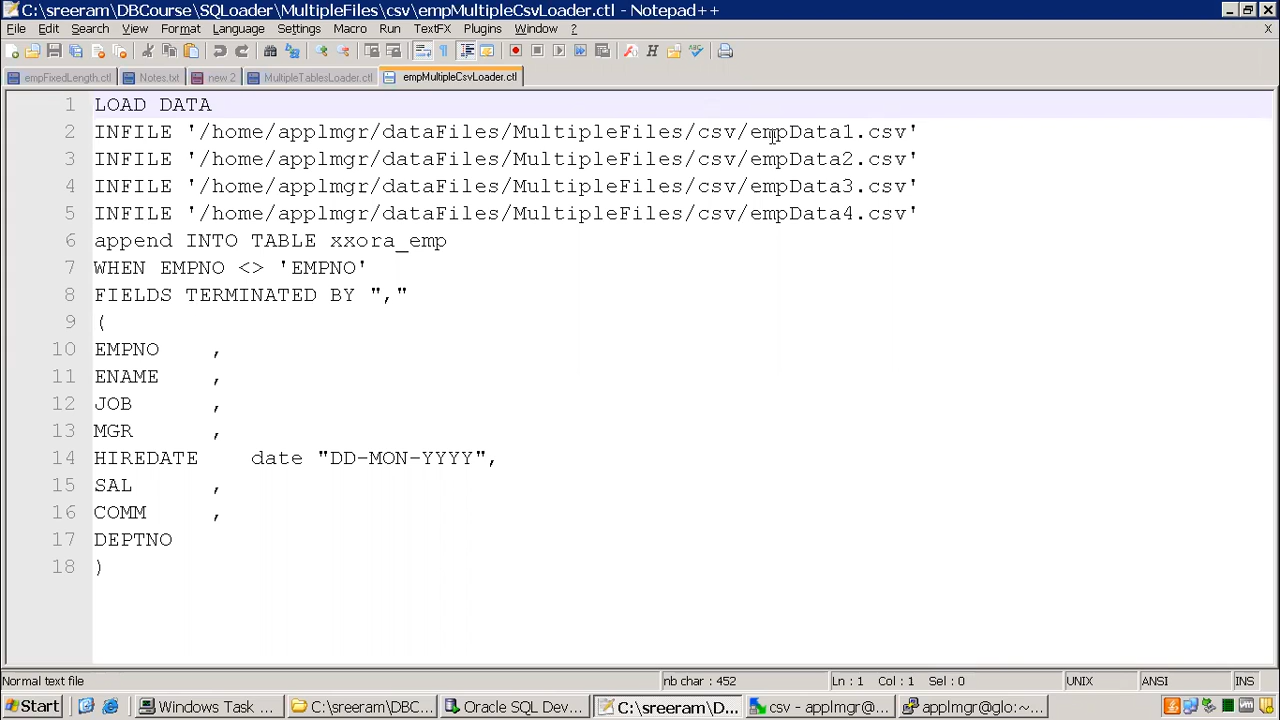 C:\sreeram\DBCourse\SQLoader\MultipleFiles\csv\empMultipleCsvLoader.ctl - Notepad++
File Edit Search View Format Language Settings Macro Run TextFX Plugins Window ? X
empFixedLength.ctl Notes.txt new 2 MultipleTablesLoader.ctl empMultipleCsvLoader.ctl
1 LOAD DATA
2 INFILE '/home/applmgr/dataFiles/MultipleFiles/csv/empData1.csv'
3 INFILE '/home/applmgr/dataFiles/MultipleFiles/csv/empData2.csv'
4 INFILE '/home/applmgr/dataFiles/MultipleFiles/csv/empData3.csv'
5 INFILE '/home/applmgr/dataFiles/MultipleFiles/csv/empData4.csv'
6 append INTO TABLE xxora_emp
7 WHEN EMPNO <> 'EMPNO'
8 FIELDS TERMINATED BY ","
9 (
10 EMPNO ,
11 ENAME ,
12 JOB ,
13 MGR ,
14 HIREDATE date "DD-MON-YYYY",
15 SAL ,
16 COMM ,
17 DEPTNO
18 )
Normal text file nb char : 452 Ln : 1 Col : 1 Sel : 0 UNIX ANSI INS
Start Windows Task ... C:\sreeram\DBC... Oracle SQL Dev... C:\sreeram\D... csv - applmgr@... applmgr@glo:~...